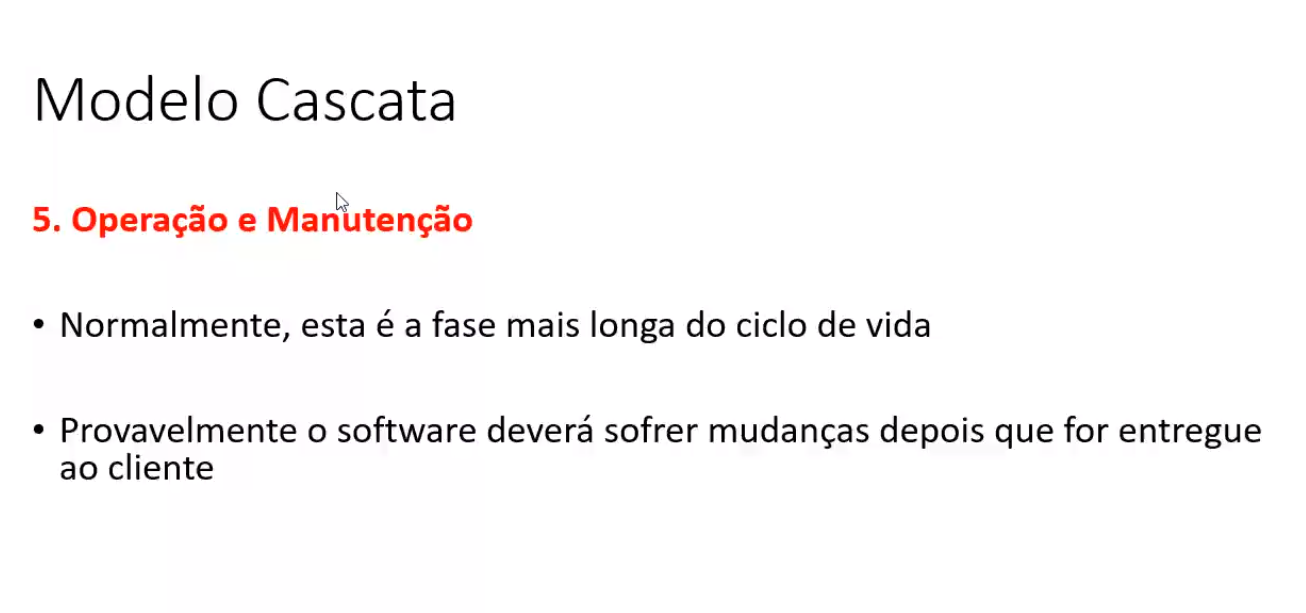 Modelo Cascata
5. Operação e Manutenção
• Normalmente, esta é a fase mais longa do ciclo de vida
• Provavelmente o software deverá sofrer mudanças depois que for entregue
ao cliente